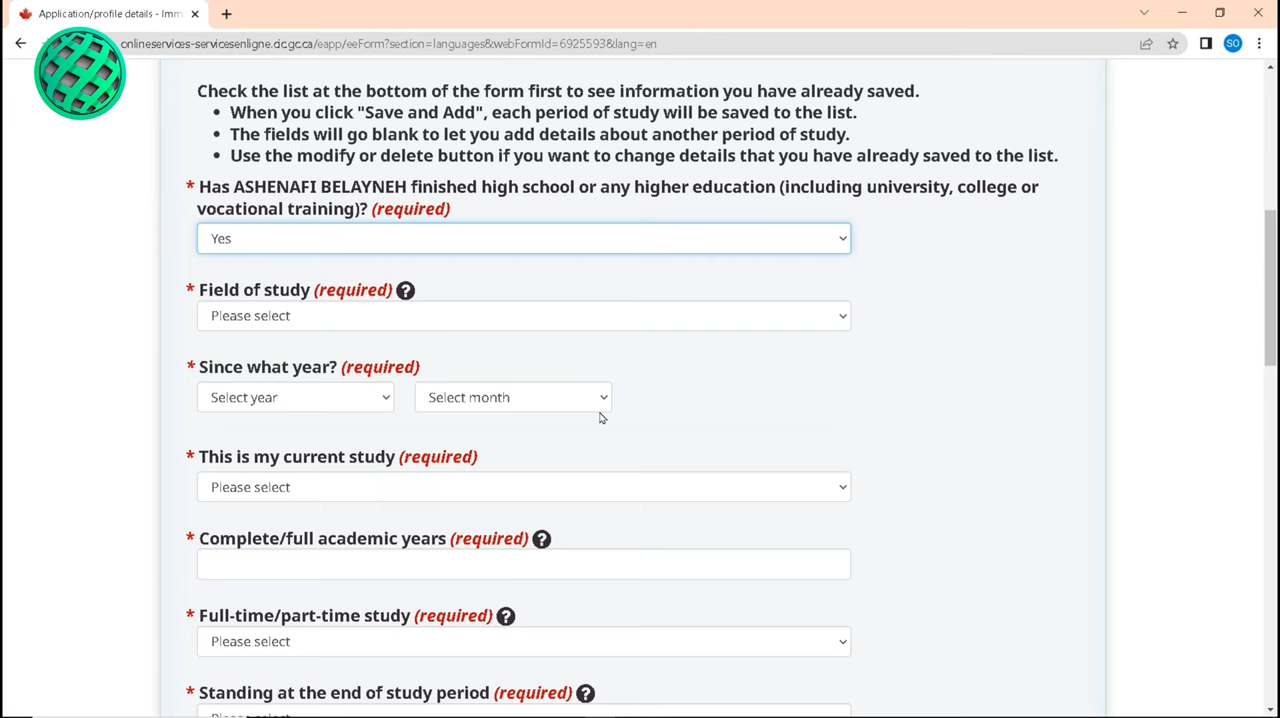 Application/profile details - Imm
SO
onlineservices-servicesenligne.cic.gc.ca/eapp/eeForm?section=languages&webFormId=6925593&lang=en
Check the list at the bottom of the form first to see information you have already saved.
• When you click "Save and Add", each period of study will be saved to the list.
• The fields will go blank to let you add details about another period of study.
• Use the modify or delete button if you want to change details that you have already saved to the list.
* Has ASHENAFI BELAYNEH finished high school or any higher education (including university, college or
vocational training)? (required)
Yes
* Field of study (required) ?
Please select
* Since what year? (required)
Select year Select month
* This is my current study (required)
Please select
* Complete/full academic years (required) ?
* Full-time/part-time study (required) ?
Please select
* Standing at the end of study period (required) ?
Please select